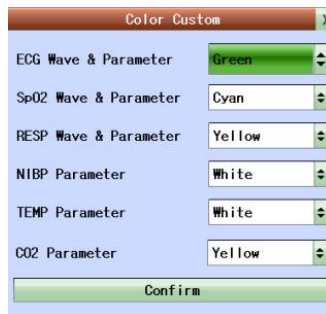 Color Custom
ECG Wave & Parameter Green
SpO2 Wave & Parameter Cyan
RESP Wave & Parameter Yellow
NIBP Parameter White
TEMP Parameter White
CO2 Parameter Yellow
Confirm